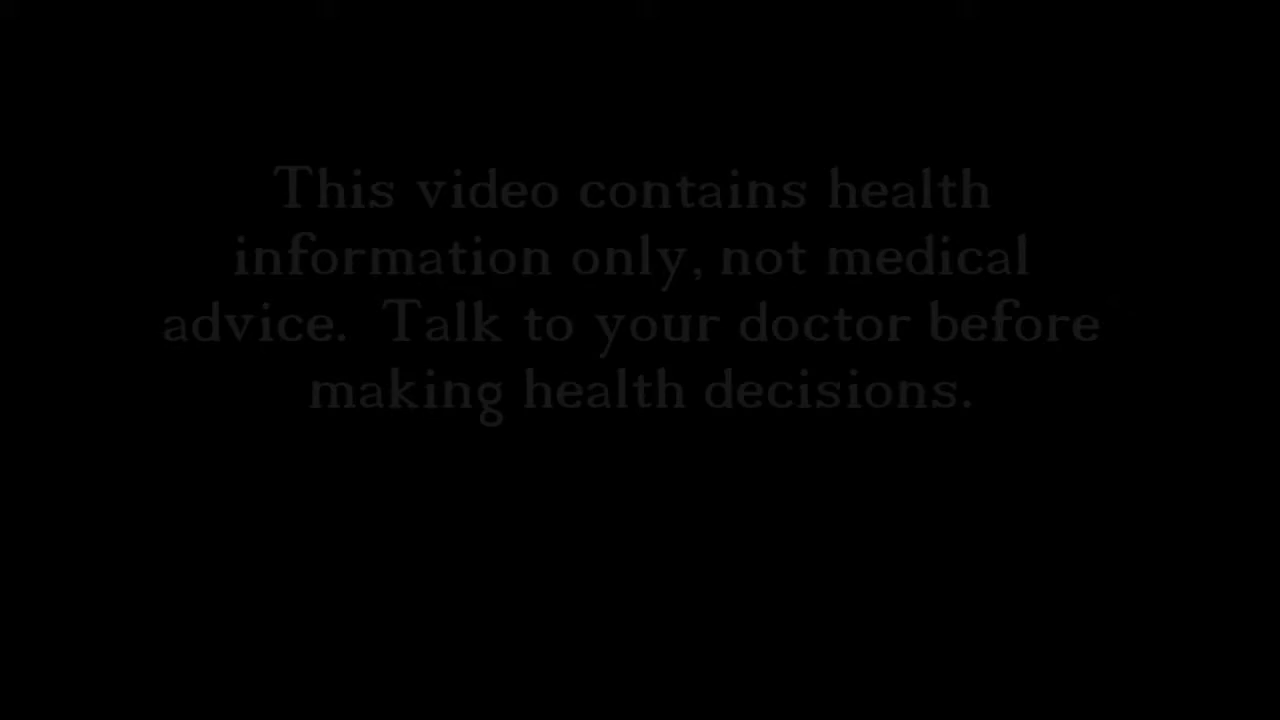 This video contains health
information only, not medical
advice.  Talk to your doctor before
making health decisions.